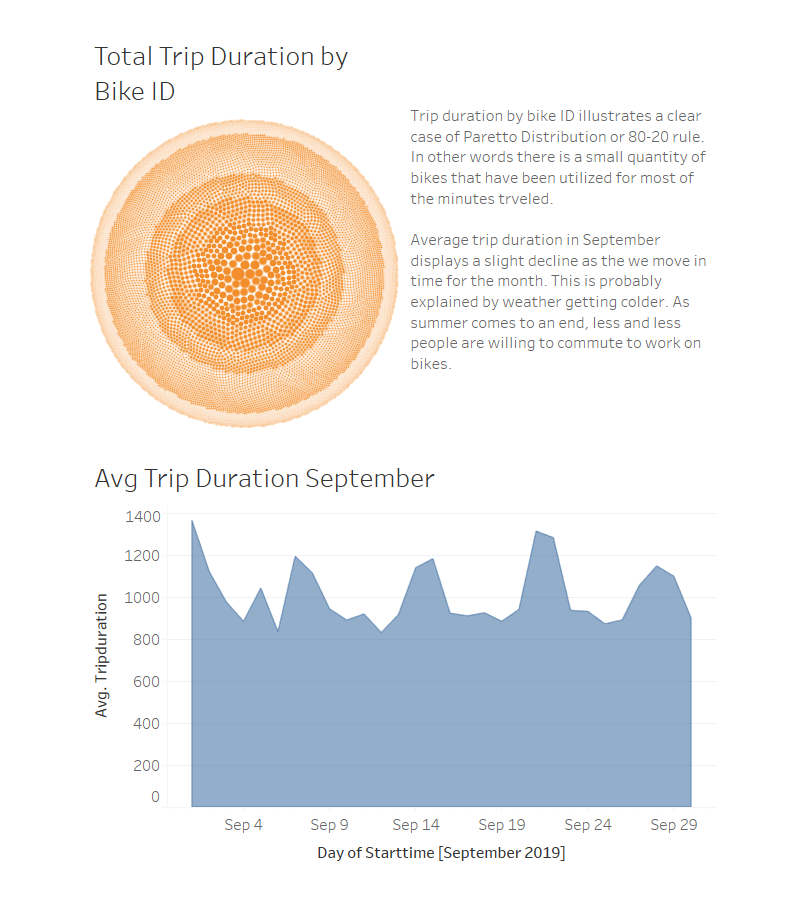 Total Trip Duration by
Bike ID
Trip duration by bike ID illustrates a clear
case of Paretto Distribution or 80-20 rule.
In other words there is a small quantity of
bikes that have been utilized for most of
the minutes trveled.
Average trip duration in September
displays a slight decline as the we move in
time for the month. This is probably
explained by weather getting colder. As
summer comes to an end, less and less
people are willing to commute to work on
bikes.
Avg Trip Duration September
1400
1200
1000
800
600
400
200
0
Avg. Tripduration
Sep 4 Sep 9 Sep 14 Sep 19 Sep 24 Sep 29
Day of Starttime [September 2019]